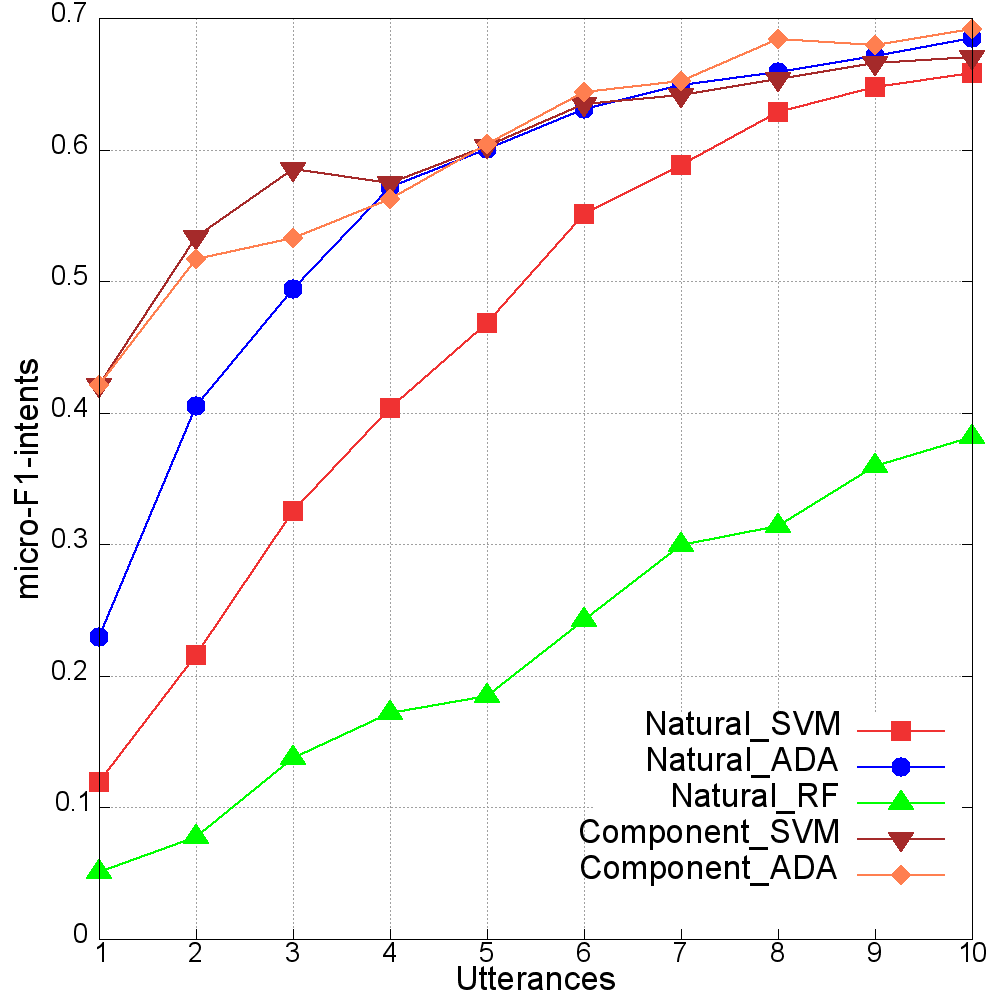 micro-F1-intents
0.7
0.6
0.5
0.4
0.3
0.2
0.1
0
Natural_SVM
Natural_ADA
Natural_RF
Component_SVM
Component_ADA
1 2 3 4 5 6 7 8 9 10
Utterances